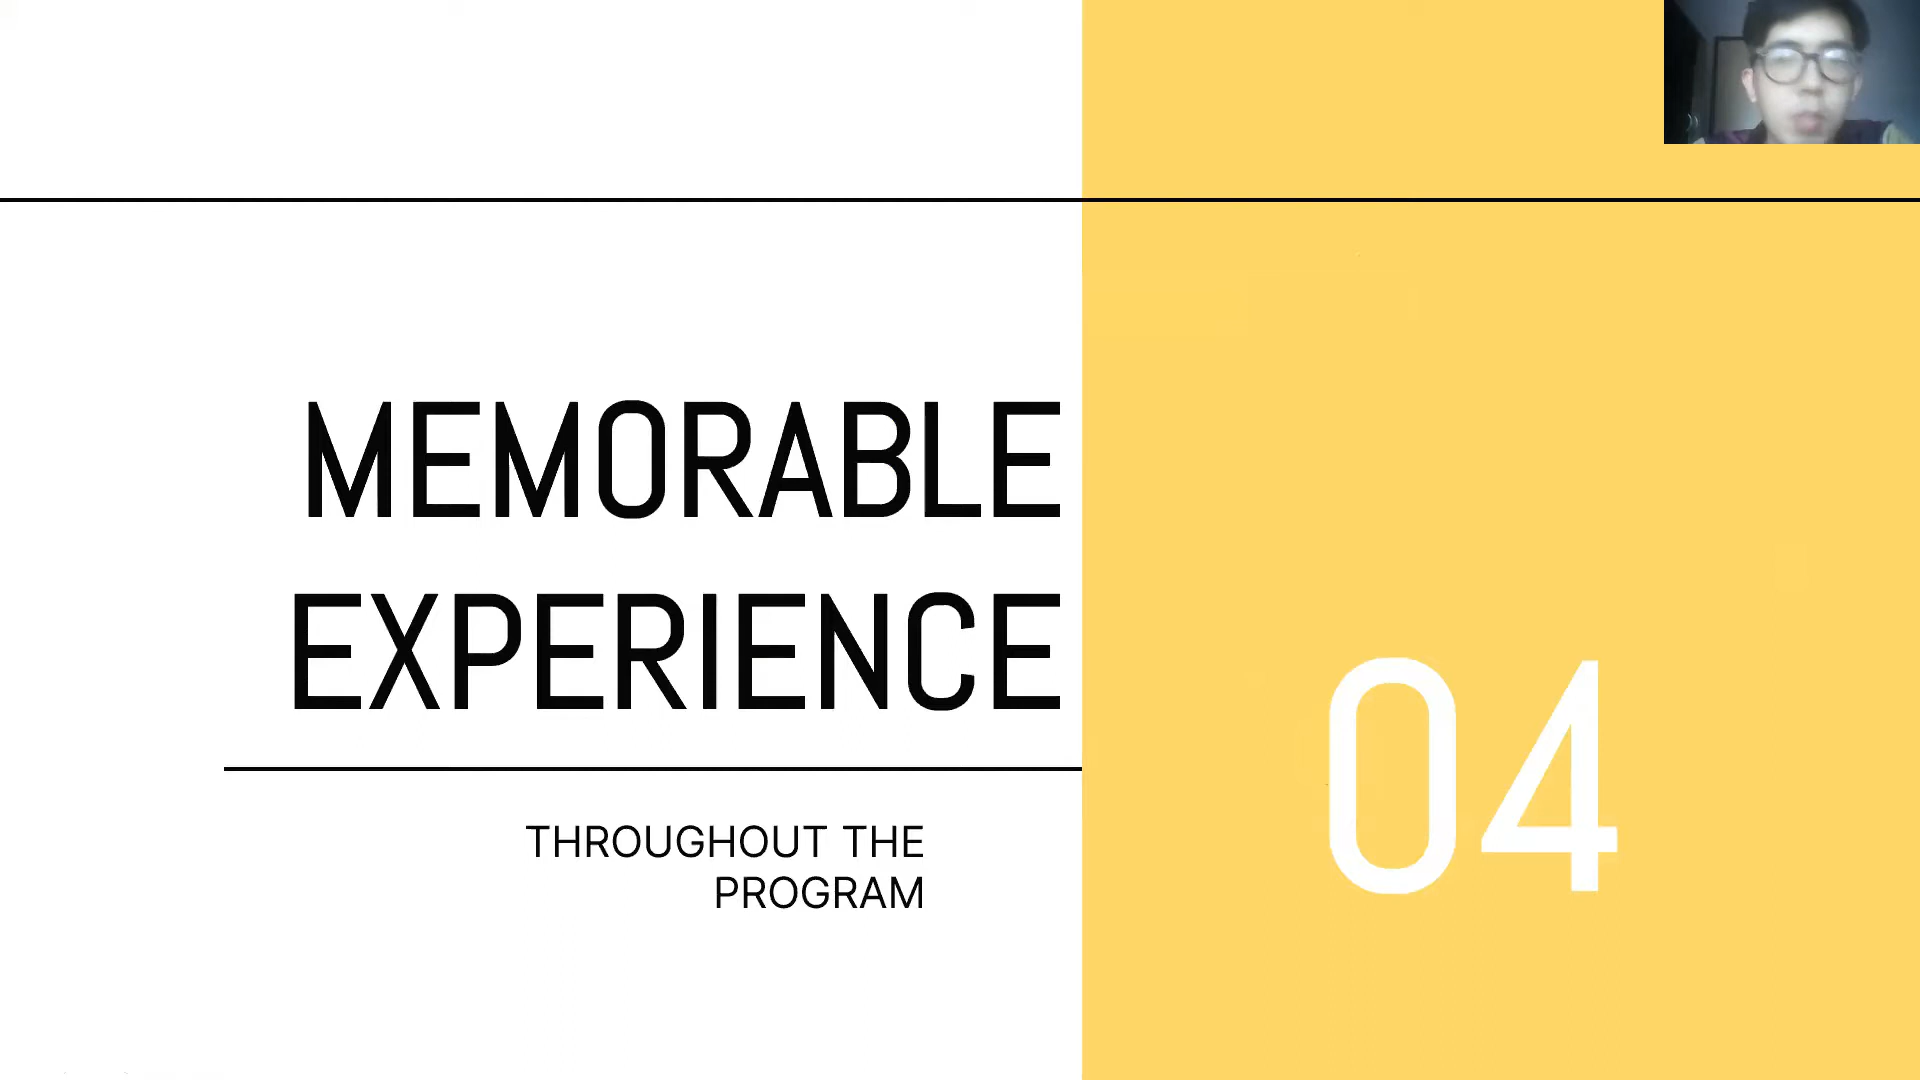 MEMORABLE
EXPERIENCE
THROUGHOUT THE
PROGRAM
04